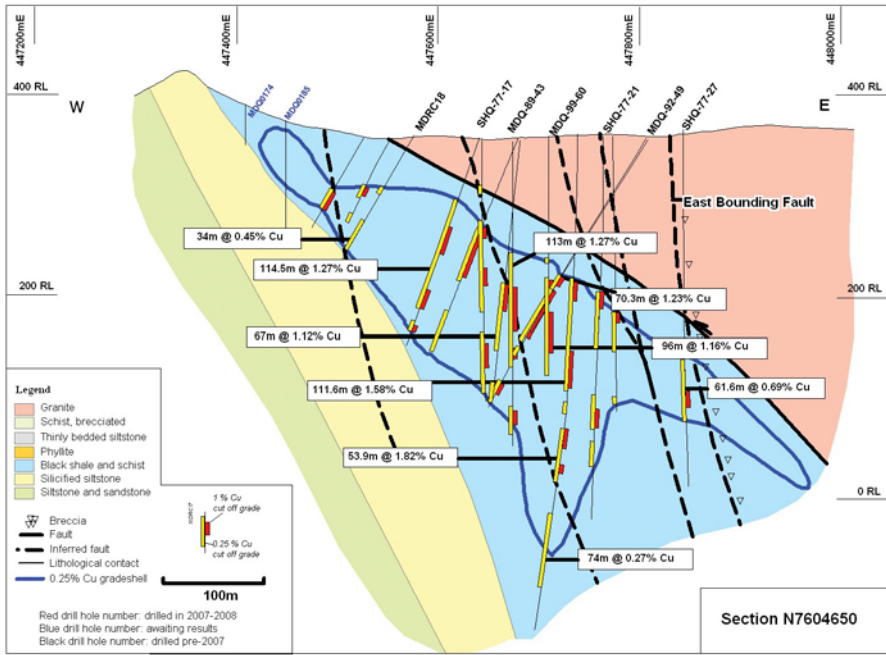 447200mE
447400mE
447600mE
447800mE
448000mE
400 RL
W
MDQ0174
MDQ0185
MDRC18
SHQ-77-17
MDQ-89-43
MDQ-99-60
SHQ-77-21
MDQ-92-49
SHQ-77-27
E
400 RL
East Bounding Fault
34m @ 0.45% Cu
113m @ 1.27% Cu
114.5m @ 1.27% Cu
200 RL
70.3m @ 1.23% Cu
200 RL
67m @ 1.12% Cu
96m @ 1.16% Cu
111.6m @ 1.58% Cu
61.6m @ 0.69% Cu
53.9m @ 1.82% Cu
0 RL
74m @ 0.27% Cu
Legend
Granite
Schist, brecciated
Thinly bedded siltstone
Phyllite
Black shale and schist
Silicified siltstone
Siltstone and sandstone
Breccia
Fault
Inferred fault
Lithological contact
0.25% Cu gradeshell
1 % Cu
cut off grade
0.25 % Cu
cut off grade
100m
Red drill hole number: drilled in 2007-2008
Blue drill hole number: awaiting results
Black drill hole number: drilled pre-2007
Section N7604650